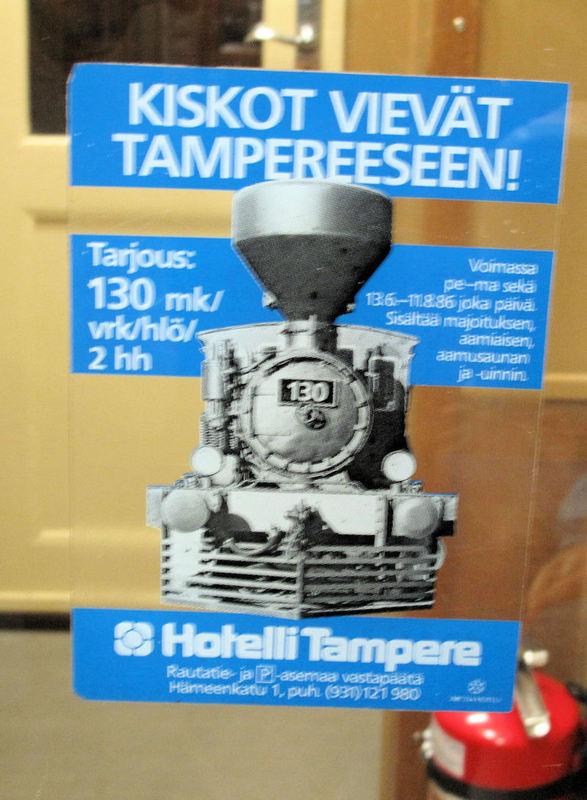 KISKOT VIEVÄT
TAMPEREESEEN!
Tarjous:
130 mk/
vrk/hlö/
2 hh
Voimassa
pe–ma sekä
13.6.–11.8.86 joka päivä.
Sisältää majoituksen,
aamiaisen,
aamusaunan
ja -uinnin.
130
Hotelli Tampere
Rautatie- ja P -asemaa vastapäätä
Hämeenkatu 1, puh. (931) 121 980